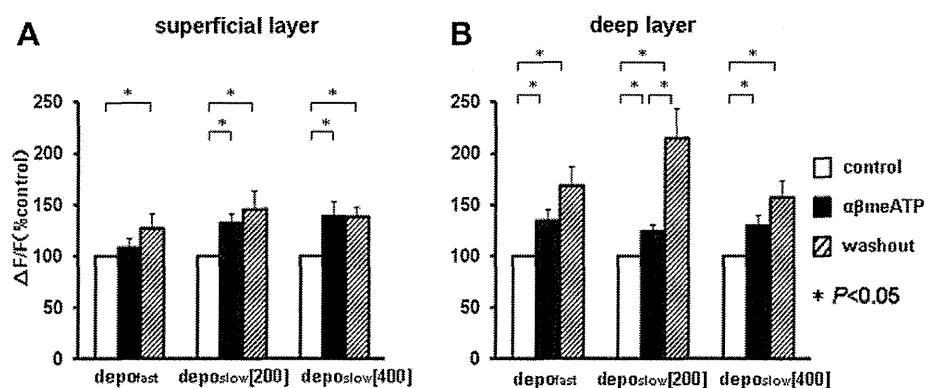 A superficial layer
B deep layer
* * * * *
* * * * * * * *
ΔF/F(%control)
250
200
150
100
50
0
depofast deposlow[200] deposlow[400]
250
200
150
100
50
0
depofast deposlow[200] deposlow[400]
control
αβmeATP
washout
* P<0.05